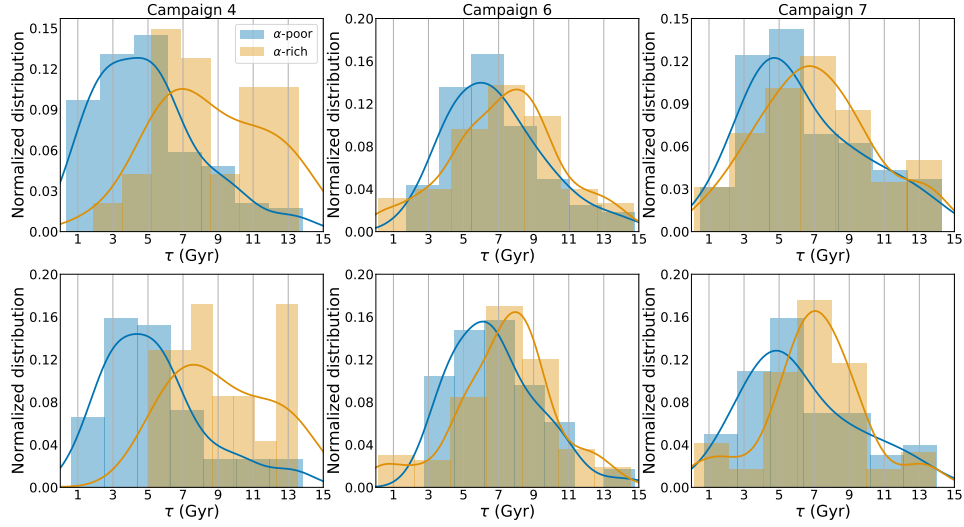 Campaign 4
Campaign 6
Campaign 7
0.15
0.12
0.09
0.06
0.03
0.00
Normalized distribution
α-poor
α-rich
1 3 5 7 9 11 13 15
τ (Gyr)
0.20
0.16
0.12
0.08
0.04
0.00
Normalized distribution
1 3 5 7 9 11 13 15
τ (Gyr)
0.15
0.12
0.09
0.06
0.03
0.00
Normalized distribution
1 3 5 7 9 11 13 15
τ (Gyr)
0.20
0.16
0.12
0.08
0.04
0.00
Normalized distribution
1 3 5 7 9 11 13 15
τ (Gyr)
0.20
0.16
0.12
0.08
0.04
0.00
Normalized distribution
1 3 5 7 9 11 13 15
τ (Gyr)
0.20
0.16
0.12
0.08
0.04
0.00
Normalized distribution
1 3 5 7 9 11 13 15
τ (Gyr)